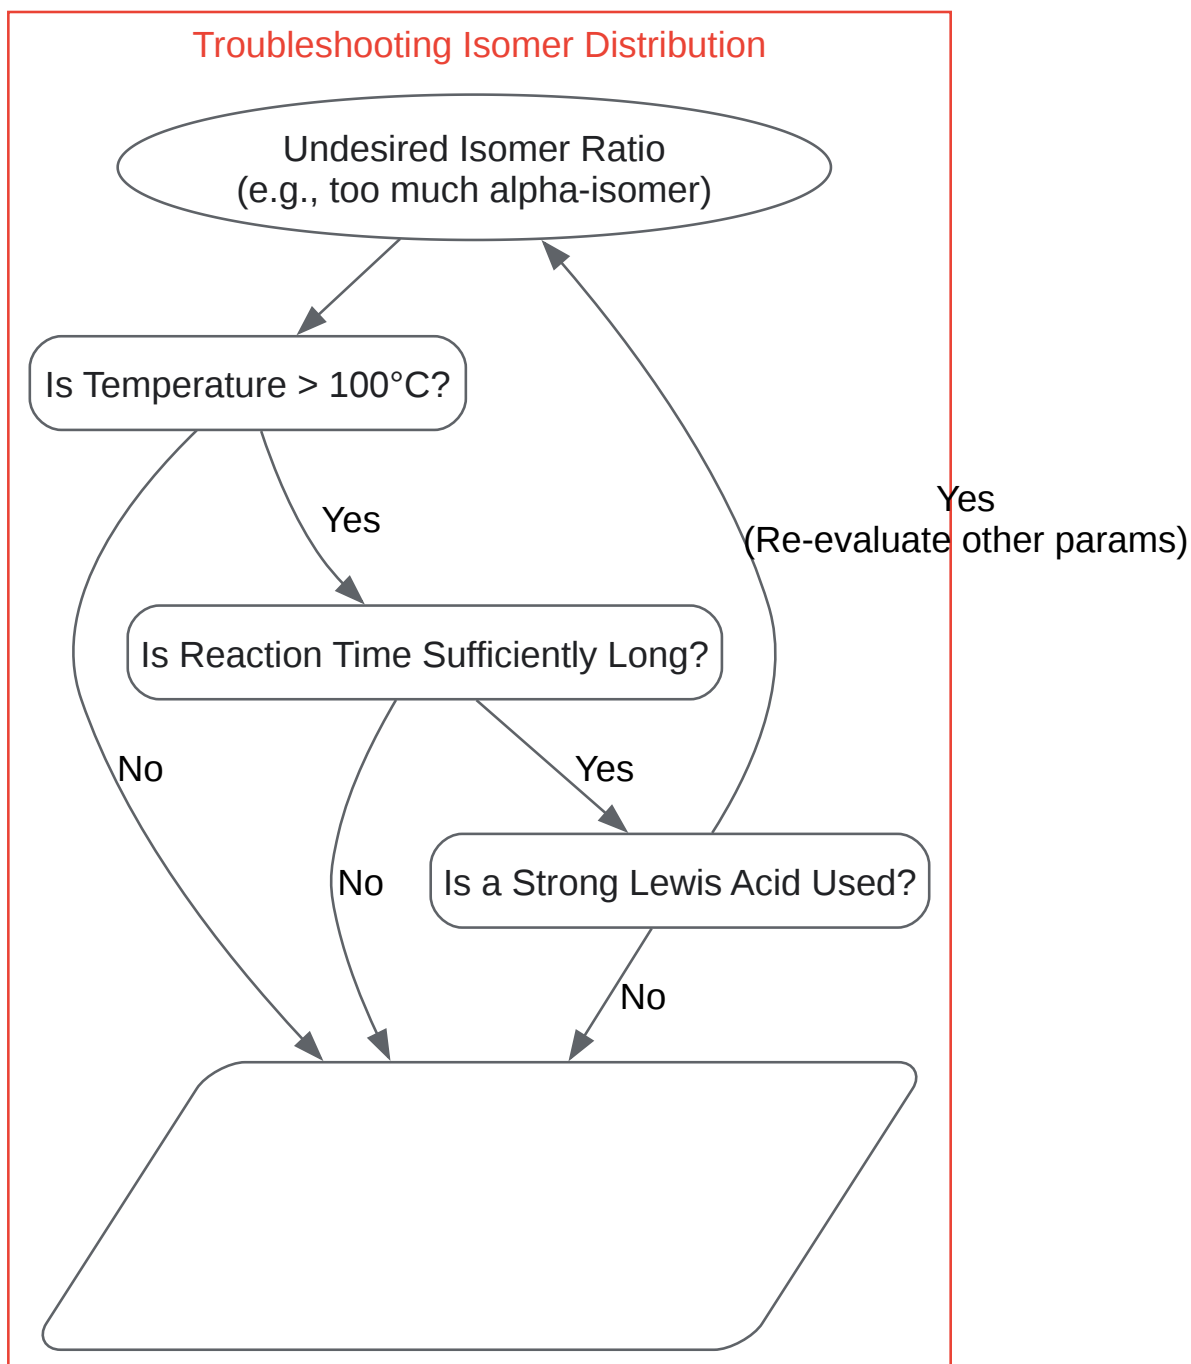 Troubleshooting Isomer Distribution
Undesired Isomer Ratio
(e.g., too much alpha-isomer)
Is Temperature > 100°C?
Yes
(Re-evaluate other params)
Yes
Is Reaction Time Sufficiently Long?
No
Yes
No
Is a Strong Lewis Acid Used?
No